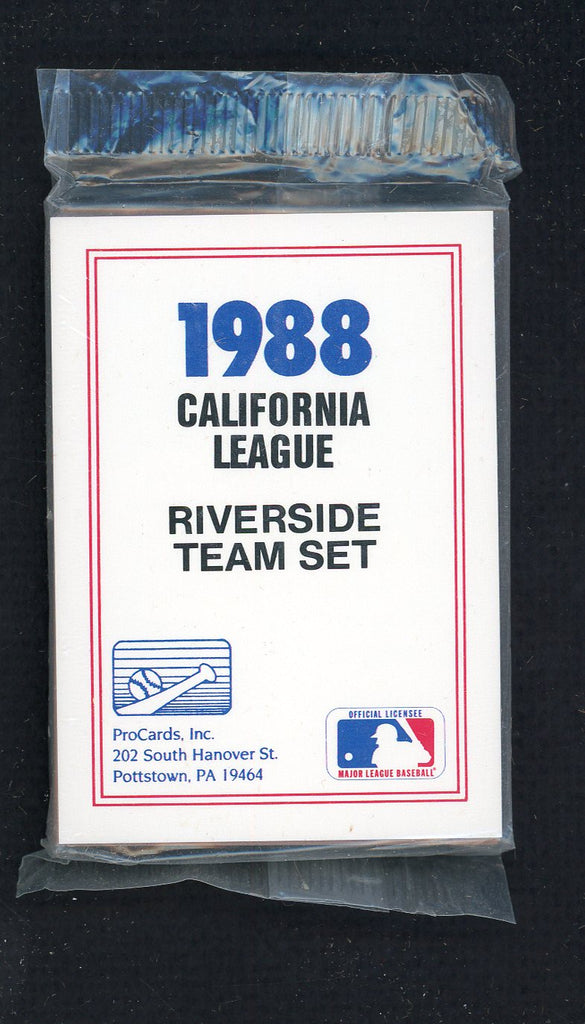 1988
CALIFORNIA
LEAGUE
RIVERSIDE
TEAM SET
ProCards, Inc.
202 South Hanover St.
Pottstown, PA 19464
OFFICIAL LICENSEE
MAJOR LEAGUE BASEBALL®